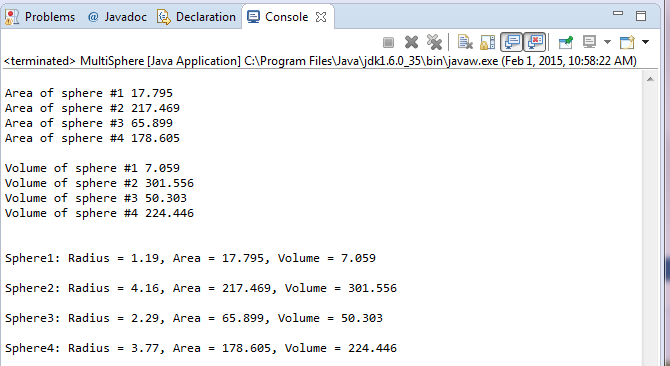 Problems @ Javadoc Declaration Console
<terminated> MultiSphere [Java Application] C:\Program Files\Java\jdk1.6.0_35\bin\javaw.exe (Feb 1, 2015, 10:58:22 AM)
Area of sphere #1 17.795
Area of sphere #2 217.469
Area of sphere #3 65.899
Area of sphere #4 178.605
Volume of sphere #1 7.059
Volume of sphere #2 301.556
Volume of sphere #3 50.303
Volume of sphere #4 224.446
Sphere1: Radius = 1.19, Area = 17.795, Volume = 7.059
Sphere2: Radius = 4.16, Area = 217.469, Volume = 301.556
Sphere3: Radius = 2.29, Area = 65.899, Volume = 50.303
Sphere4: Radius = 3.77, Area = 178.605, Volume = 224.446